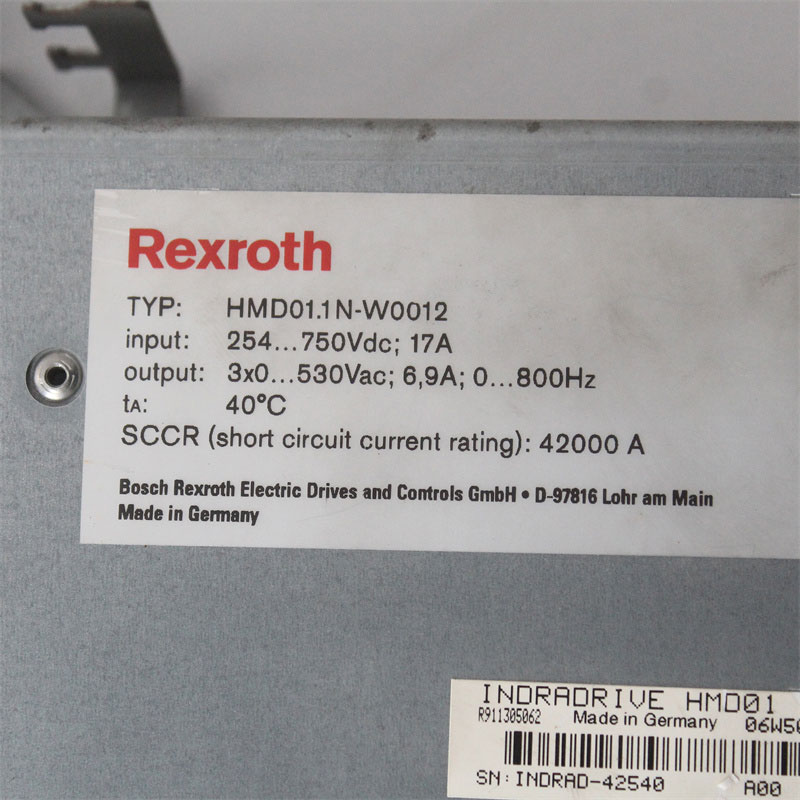 Rexroth
TYP: HMD01.1N-W0012
input: 254...750Vdc; 17A
output: 3x0...530Vac; 6,9A; 0...800Hz
tA: 40°C
SCCR (short circuit current rating): 42000 A
Bosch Rexroth Electric Drives and Controls GmbH • D-97816 Lohr am Main
Made in Germany
INDRADRIVE HMD01
R911305062 Made in Germany
SN: INDRAD-42540 A00